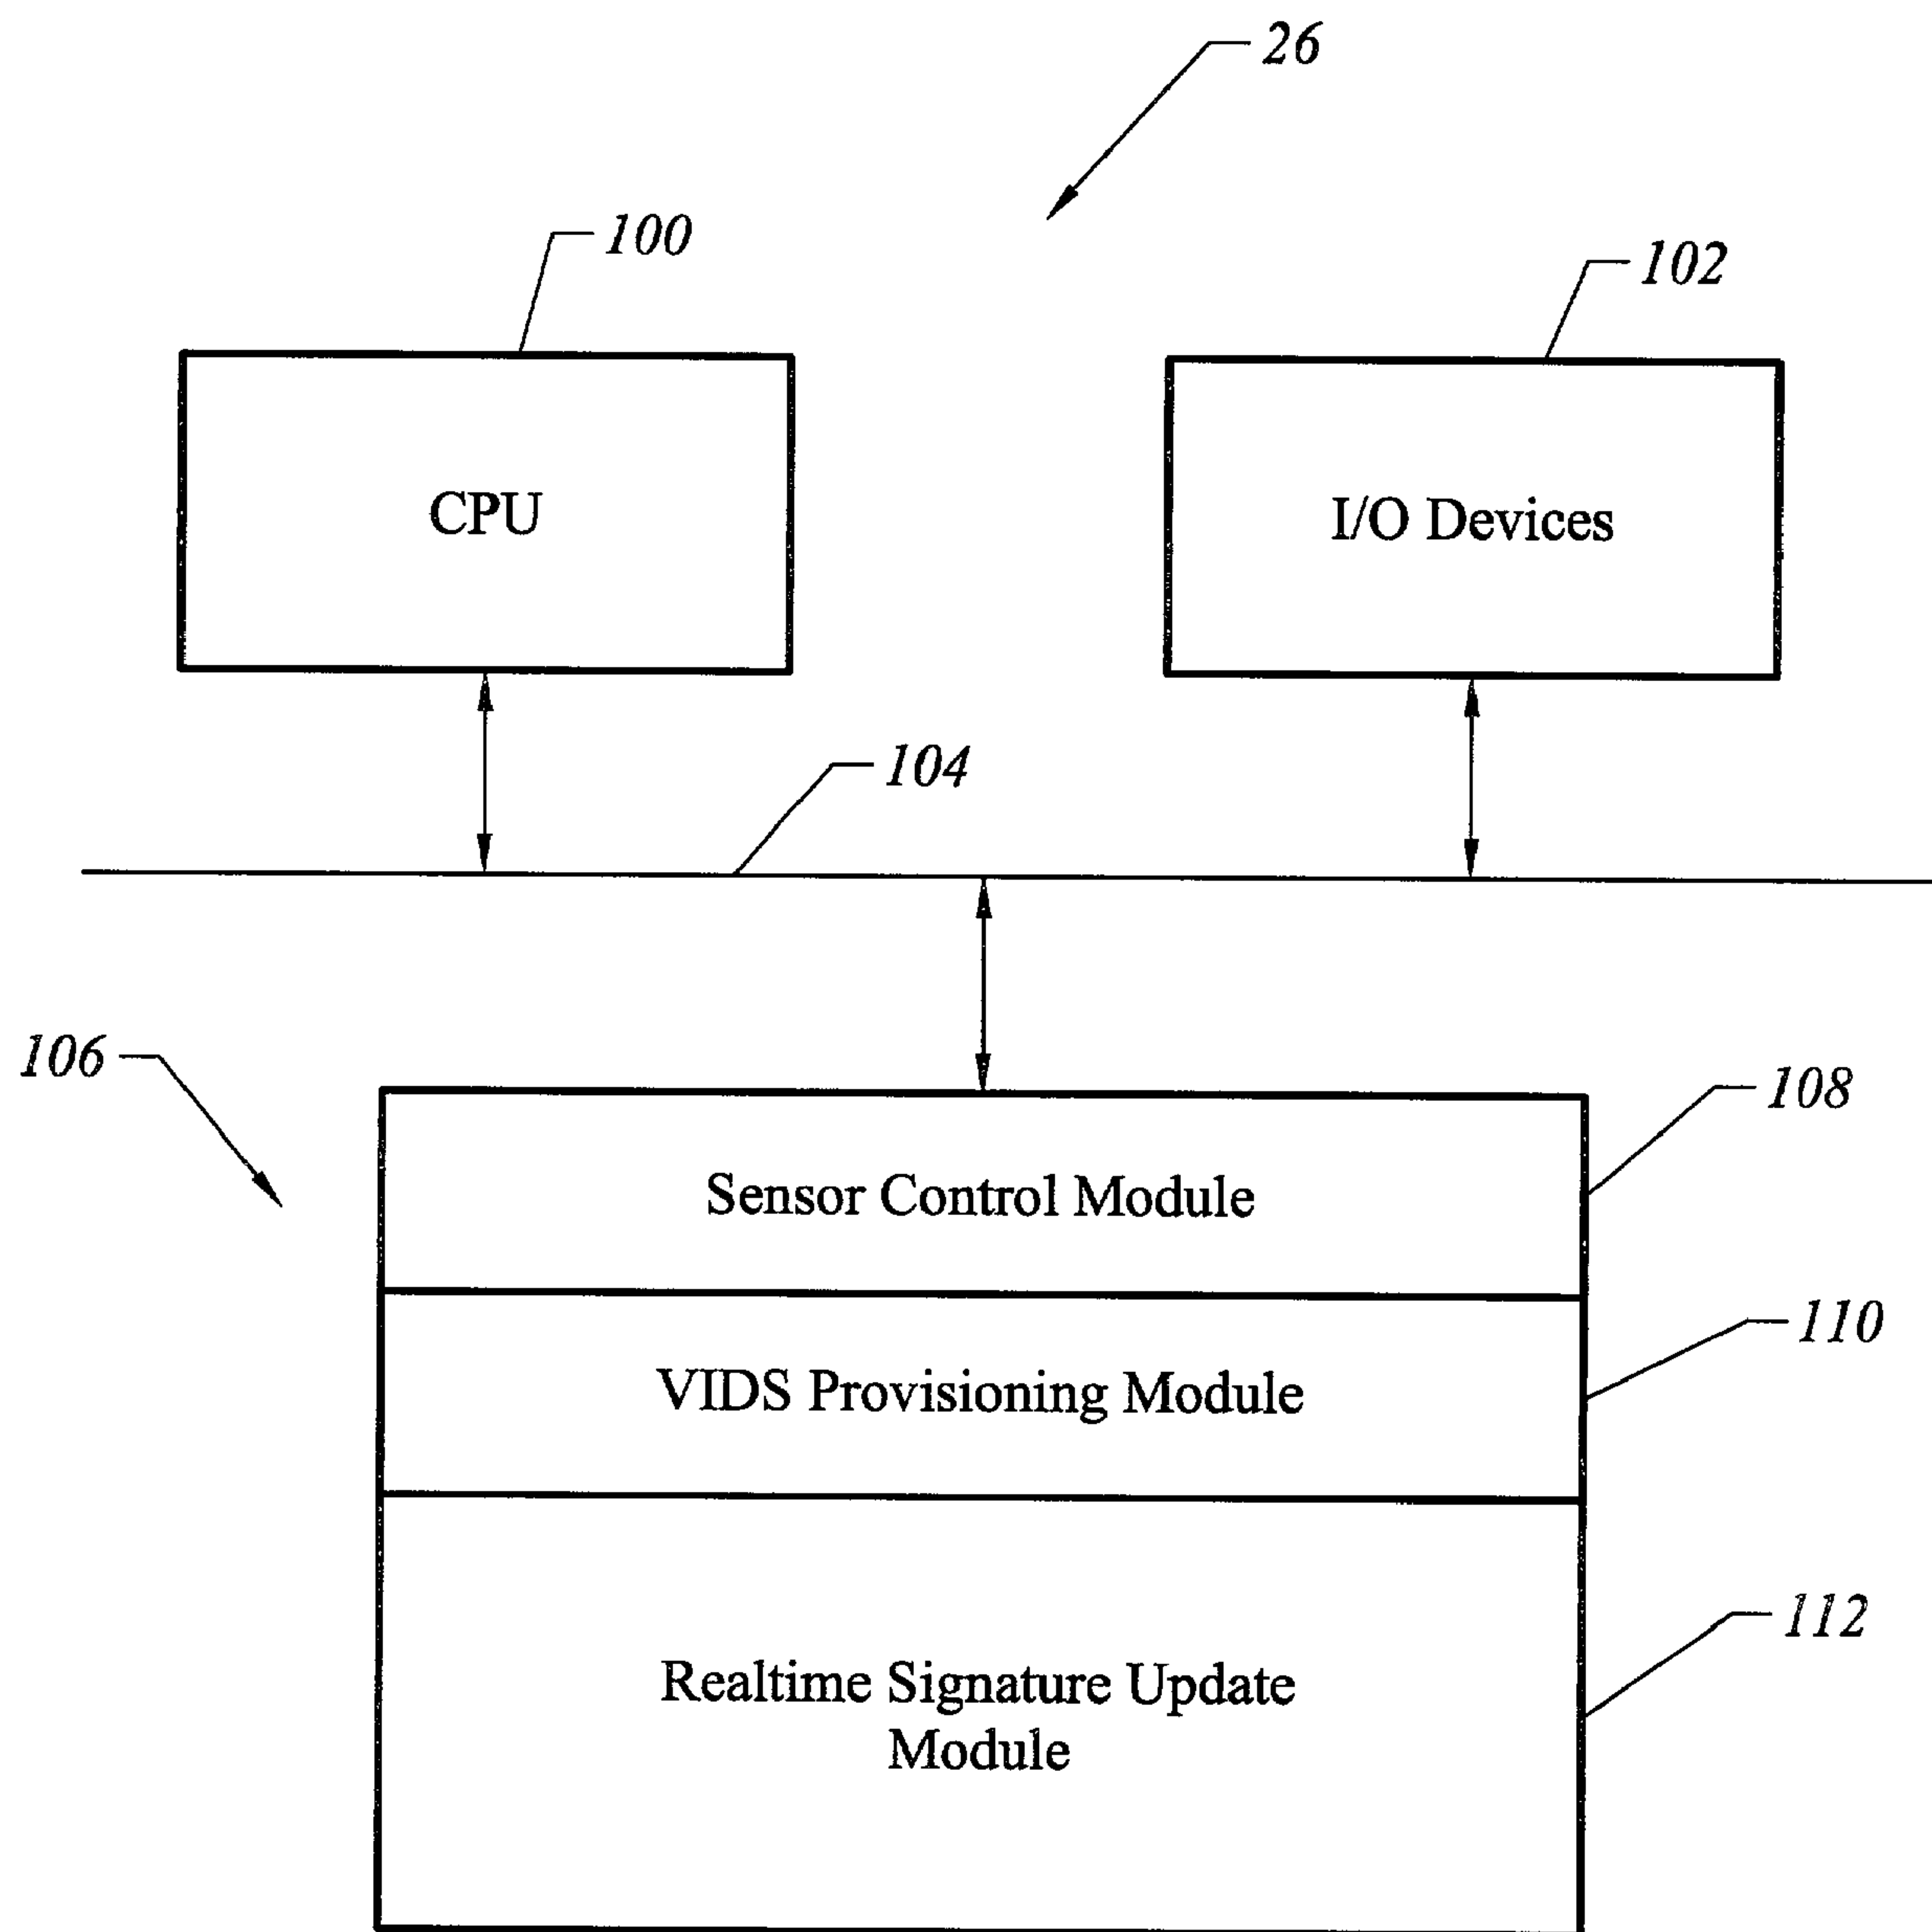 26
100
102
CPU
I/O Devices
104
106
108
Sensor Control Module
110
VIDS Provisioning Module
112
Realtime Signature Update
Module